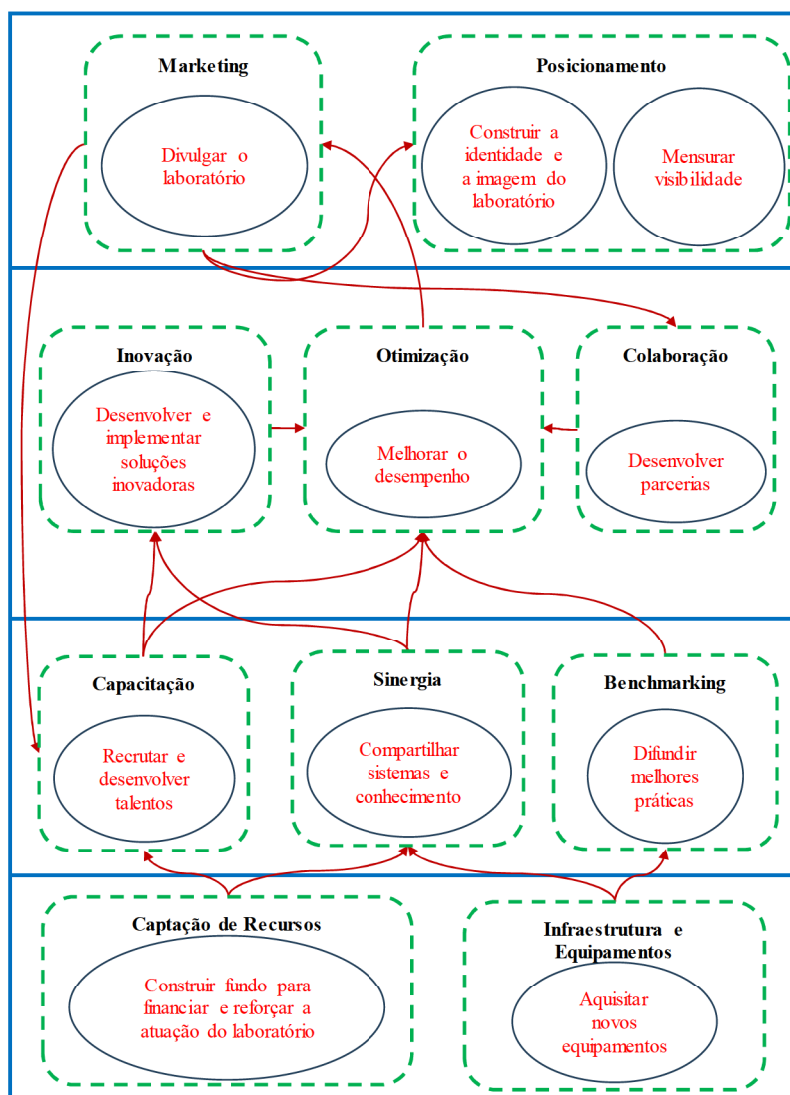 Marketing
Divulgar o
laboratório
Posicionamento
Construir a
identidade e
a imagem do
laboratório
Mensurar
visibilidade
Inovação
Desenvolver e
implementar
soluções
inovadoras
Otimização
Melhorar o
desempenho
Colaboração
Desenvolver
parcerias
Capacitação
Recrutar e
desenvolver
talentos
Sinergia
Compartilhar
sistemas e
conhecimento
Benchmarking
Difundir
melhores
práticas
Captação de Recursos
Construir fundo para
financiar e reforçar a
atuação do laboratório
Infraestrutura e
Equipamentos
Aquisitar
novos
equipamentos